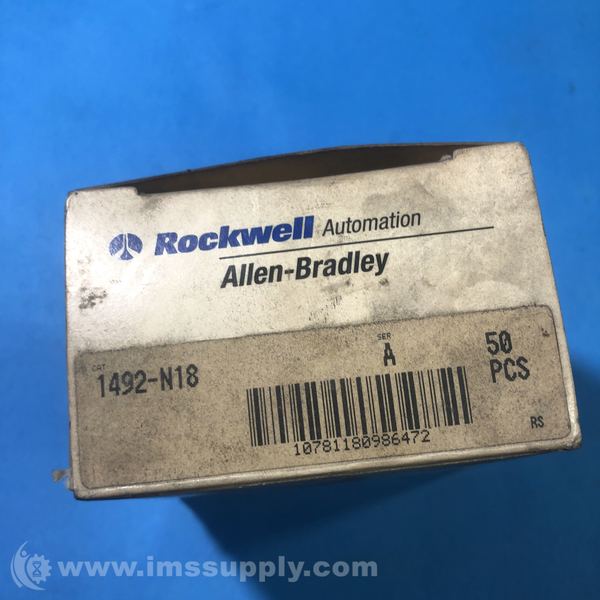 Rockwell Automation
Allen-Bradley
CAT
1492-N18
SER
A
50
PCS
10781180986472
RS
© www.imssupply.com